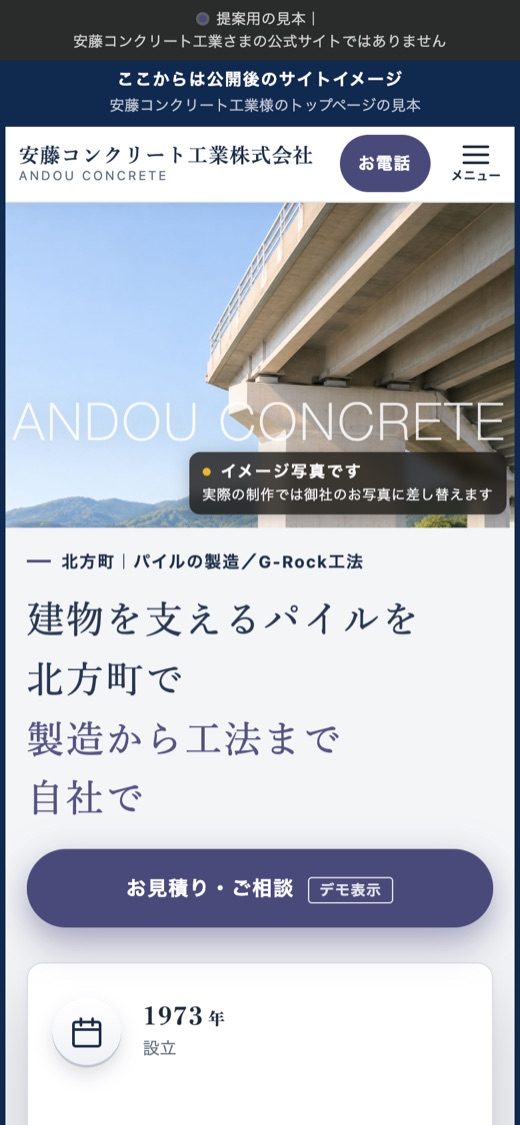 提案用の見本｜
安藤コンクリート工業さまの公式サイトではありません
ここからは公開後のサイトイメージ
安藤コンクリート工業様のトップページの見本
安藤コンクリート工業株式会社
ANDOU CONCRETE
お電話
メニュー
ANDOU CONCRETE
イメージ写真です
実際の制作では御社のお写真に差し替えます
北方町｜パイルの製造／G-Rock工法
建物を支えるパイルを
北方町で
製造から工法まで
自社で
お見積り・ご相談 デモ表示
1973年
設立